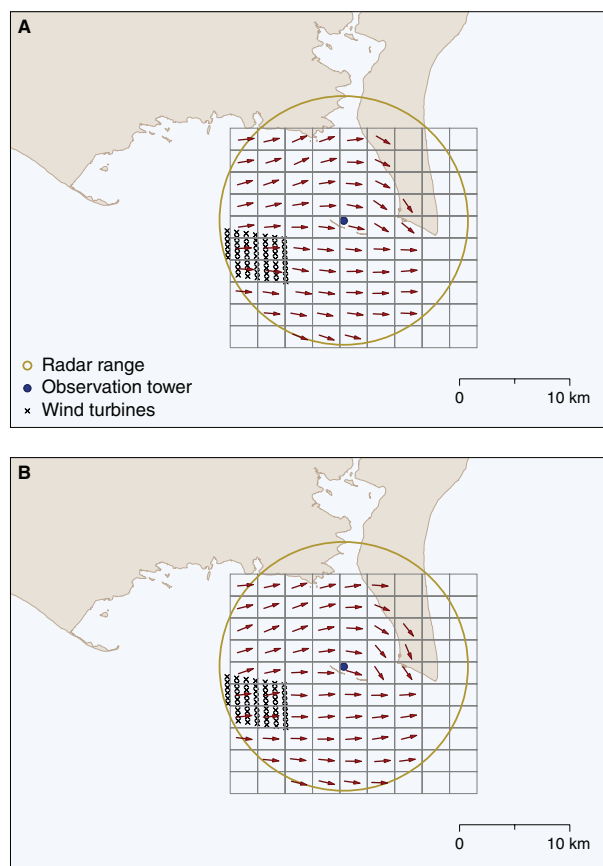 A
Radar range
Observation tower
Wind turbines
0 10 km
B
0 10 km